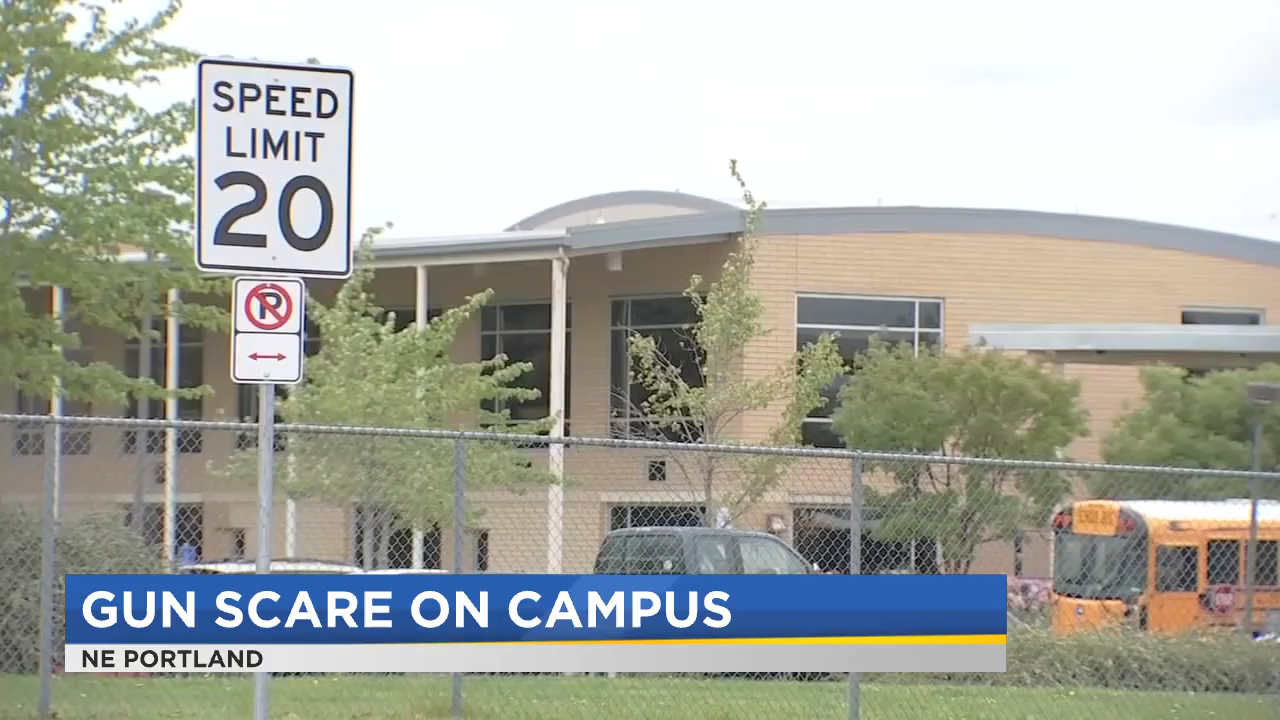 SPEED
LIMIT
20
P
GUN SCARE ON CAMPUS
NE PORTLAND